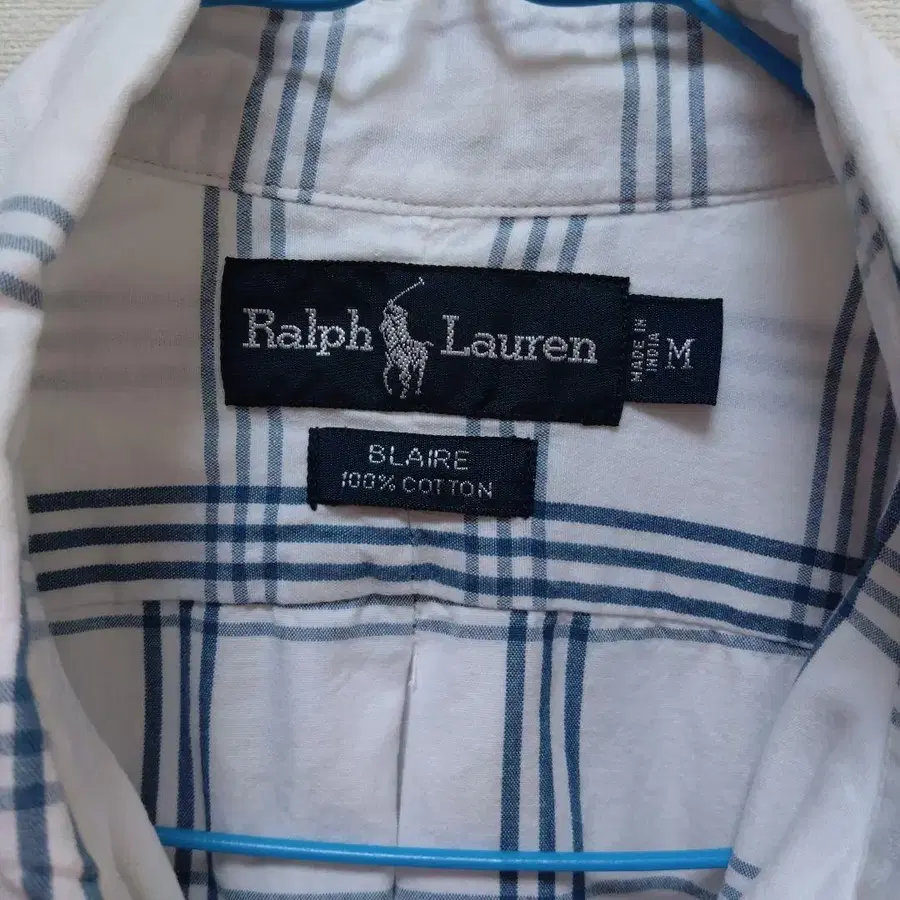 Ralph Lauren
MADE IN
INDIA
M
BLAIRE
100% COTTON